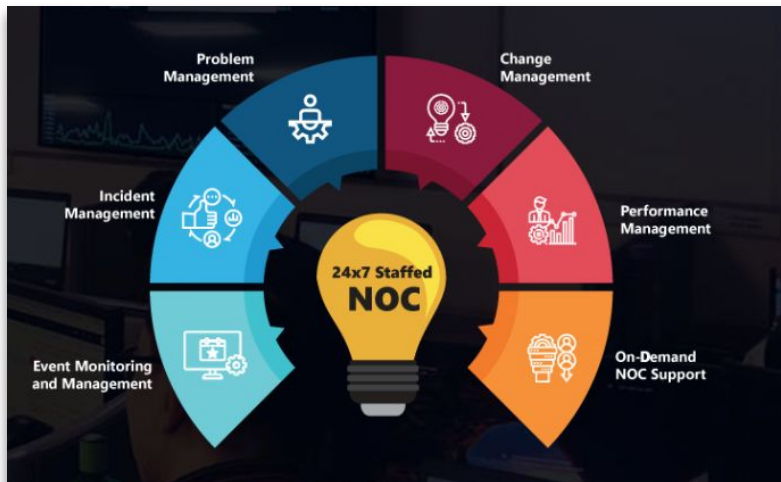 Problem
Management
Change
Management
Incident
Management
Performance
Management
24x7 Staffed
NOC
Event Monitoring
and Management
On-Demand
NOC Support